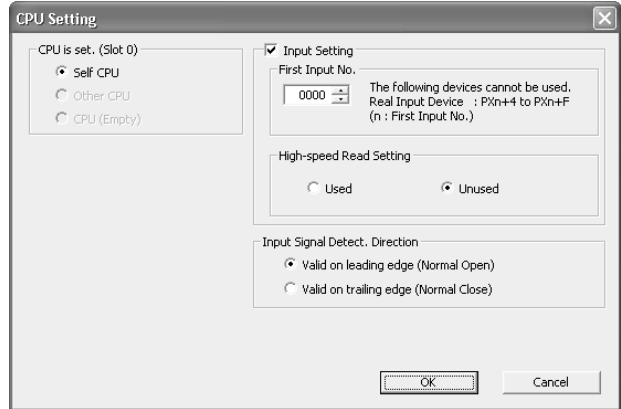 CPU Setting
CPU is set. (Slot 0)
Self CPU
Other CPU
CPU (Empty)
Input Setting
First Input No.
0000
The following devices cannot be used.
Real Input Device : PXn+4 to PXn+F
(n : First Input No.)
High-speed Read Setting
Used
Unused
Input Signal Detect. Direction
Valid on leading edge (Normal Open)
Valid on trailing edge (Normal Close)
OK
Cancel